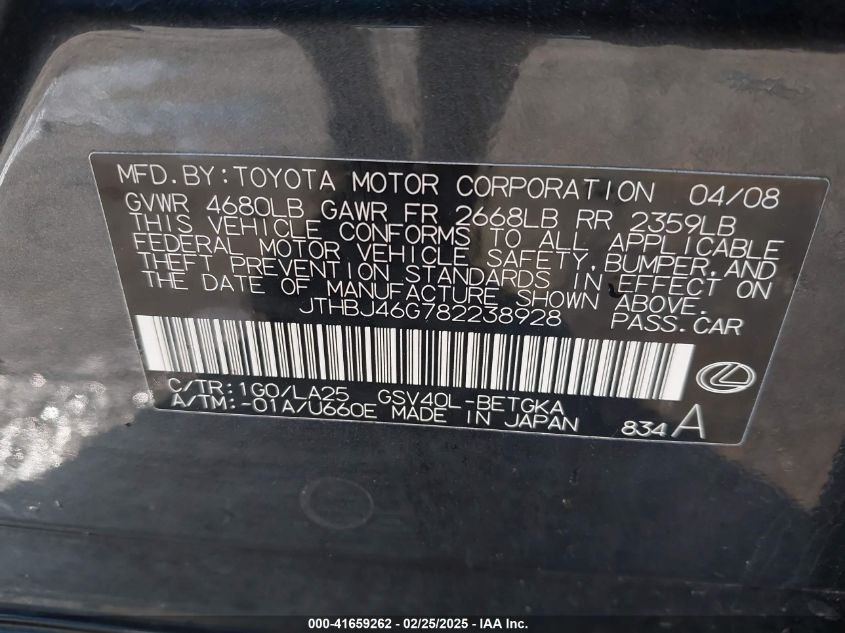 MFD.BY:TOYOTA MOTOR CORPORATION 04/08
GVWR 4680LB GAWR FR 2668LB RR 2359LB
THIS VEHICLE CONFORMS TO ALL APPLICABLE
FEDERAL MOTOR VEHICLE SAFETY,BUMPER,AND
THEFT PREVENTION STANDARDS IN EFFECT ON
THE DATE OF MANUFACTURE SHOWN ABOVE.
JTHBJ46G782238928 PASS.CAR
C/TR:1G0/LA25 GSV40L-BETGKA
A/TM:-01A/U660E MADE IN JAPAN 834A
000-41659262 - 02/25/2025 - IAA Inc.